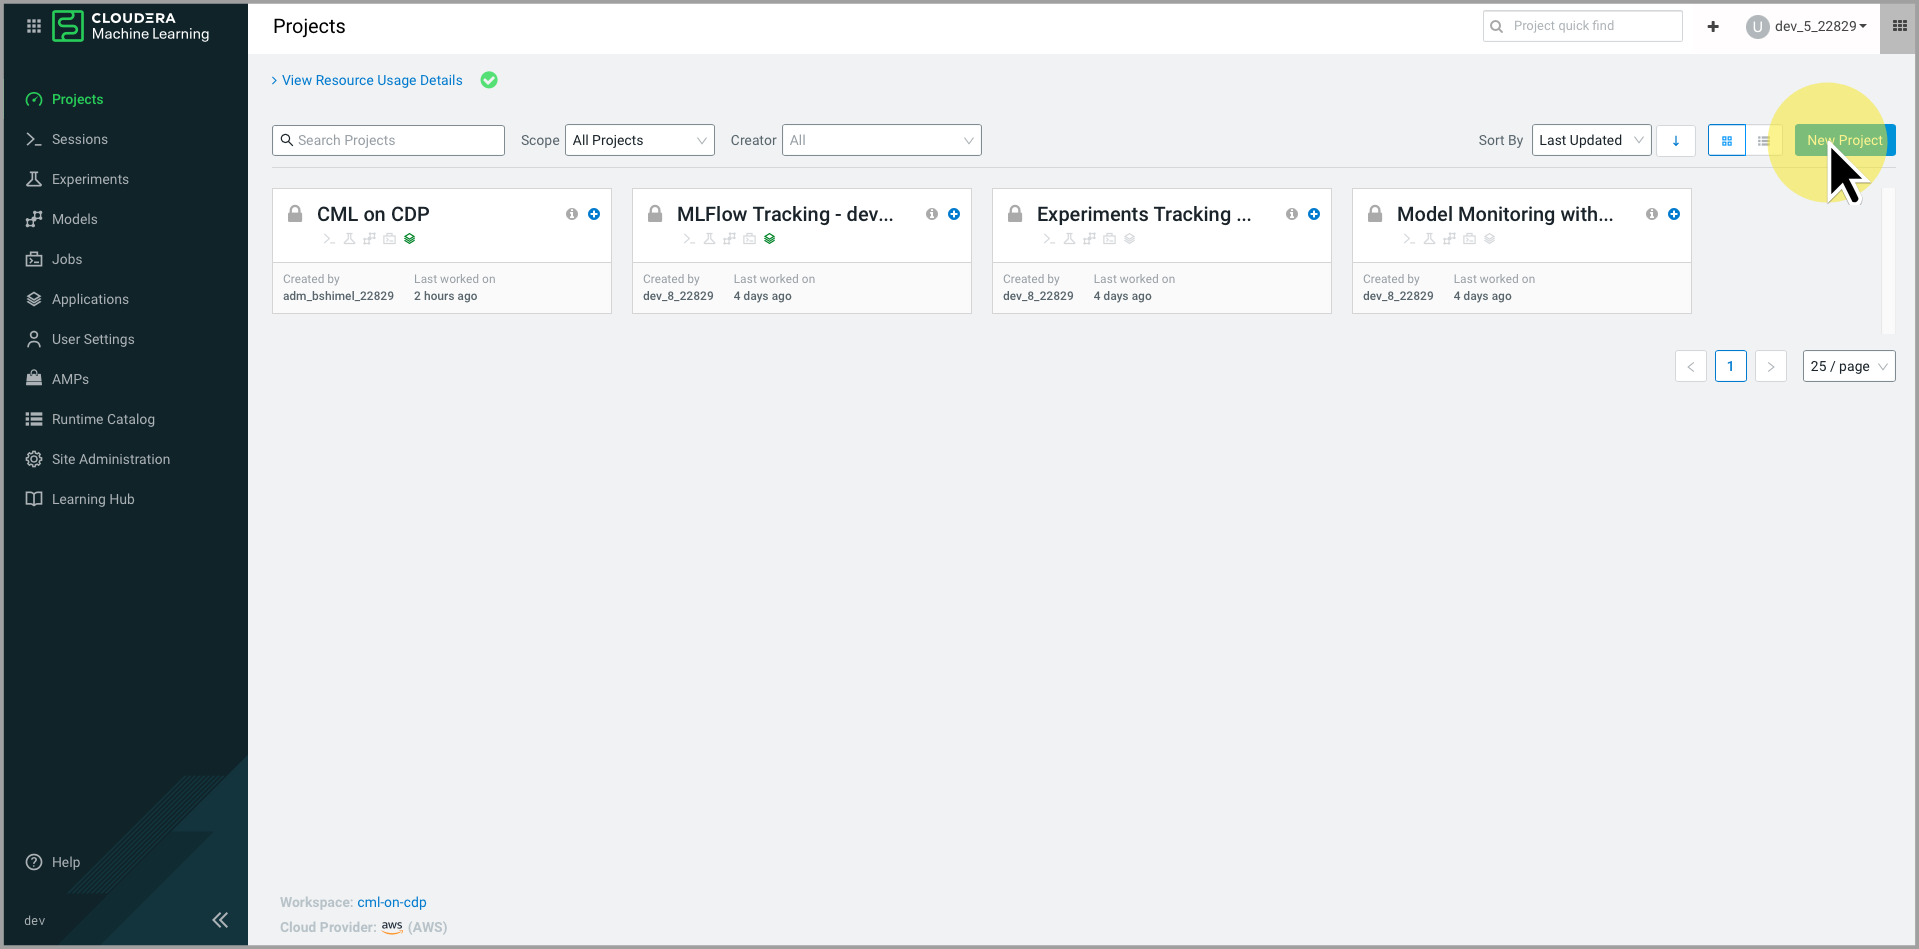 CLOUDERA
Machine Learning
Projects
Project quick find
U dev_5_22829
View Resource Usage Details
Projects
Sessions
Experiments
Models
Jobs
Applications
User Settings
AMPs
Runtime Catalog
Site Administration
Learning Hub
Help
dev
Search Projects Scope All Projects Creator All Sort By Last Updated New Project
CML on CDP
Created by Last worked on
adm_bshimel_22829 2 hours ago
MLFlow Tracking - dev...
Created by Last worked on
dev_8_22829 4 days ago
Experiments Tracking ...
Created by Last worked on
dev_8_22829 4 days ago
Model Monitoring with...
Created by Last worked on
dev_8_22829 4 days ago
1 25 / page
Workspace: cml-on-cdp
Cloud Provider: aws (AWS)